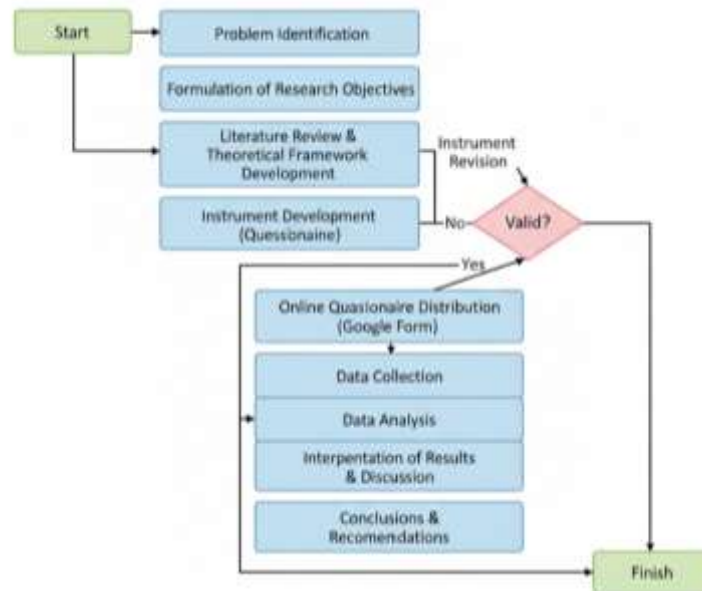 Start
Problem Identification
Formulation of Research Objectives
Literature Review &
Theoretical Framework
Development
Instrument
Revision
Instrument Development
(Quessionaine)
No
Valid?
Yes
Online Quasionaire Distribution
(Google Form)
Data Collection
Data Analysis
Interpentation of Results
& Discussion
Conclusions &
Recomendations
Finish